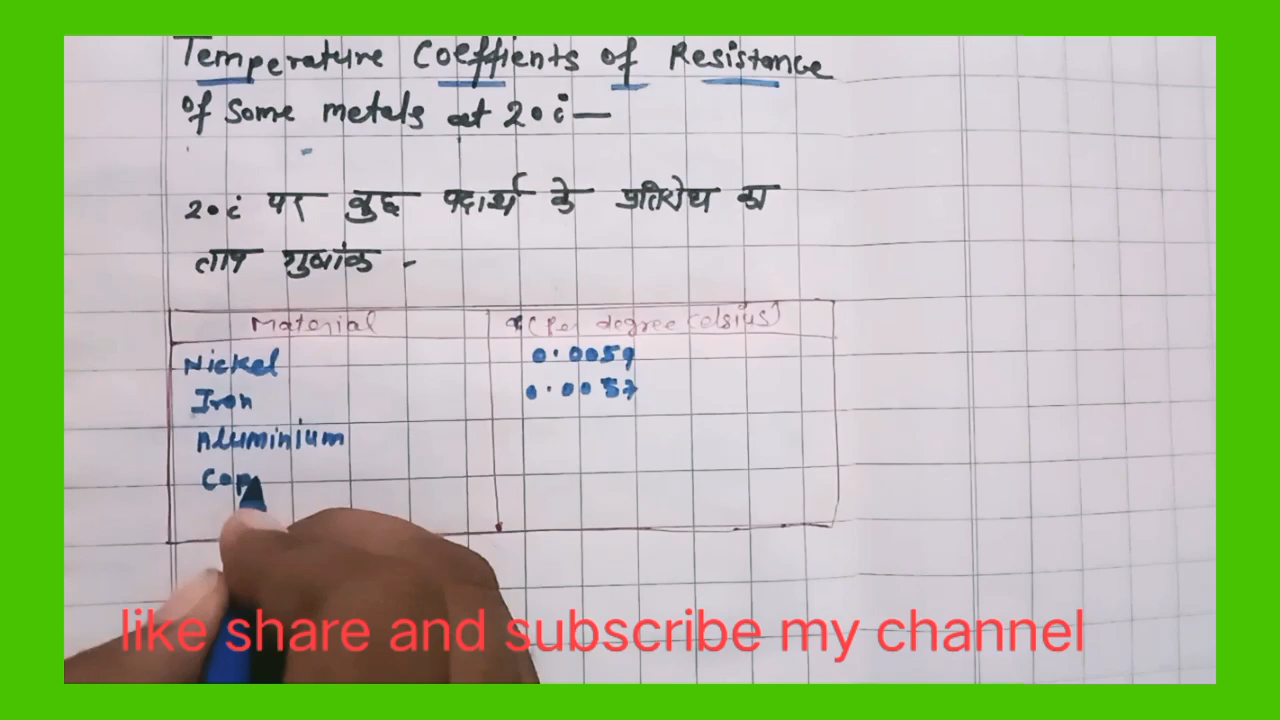 Temperature Coeffients of Resistance
of some metals at 20°c —
20°c पर कुछ पदार्थ के प्रतिरोध का
ताप गुणांक -
Material α (Per degree Celsius)
Nickel 0.0059
Iron 0.0057
Aluminium
Cop
like share and subscribe my channel